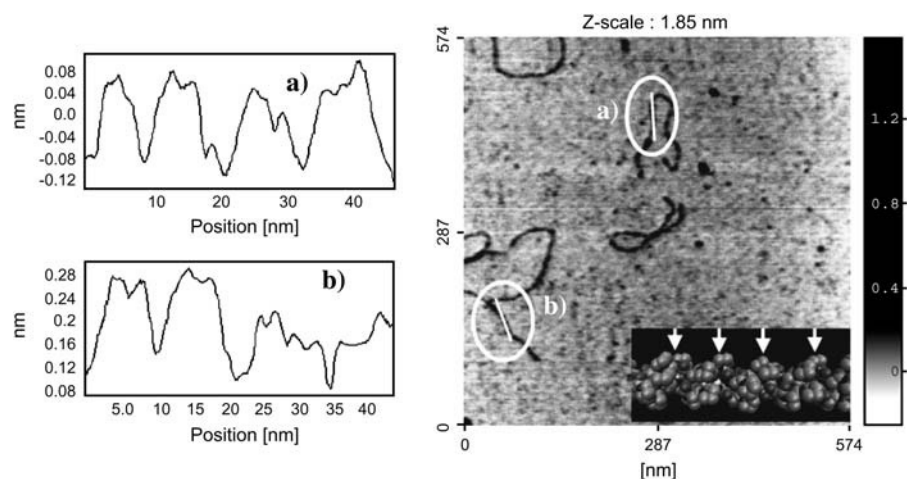 a)
0.08
0.04
0.0
-0.04
-0.08
-0.12
nm
10 20 30 40
Position [nm]
b)
0.28
0.24
0.2
0.16
0.12
0.08
nm
5.0 10 15 20 25 30 35 40
Position [nm]
Z-scale : 1.85 nm
574
287
0
a)
b)
0 287 574
[nm]
1.2
0.8
0.4
0